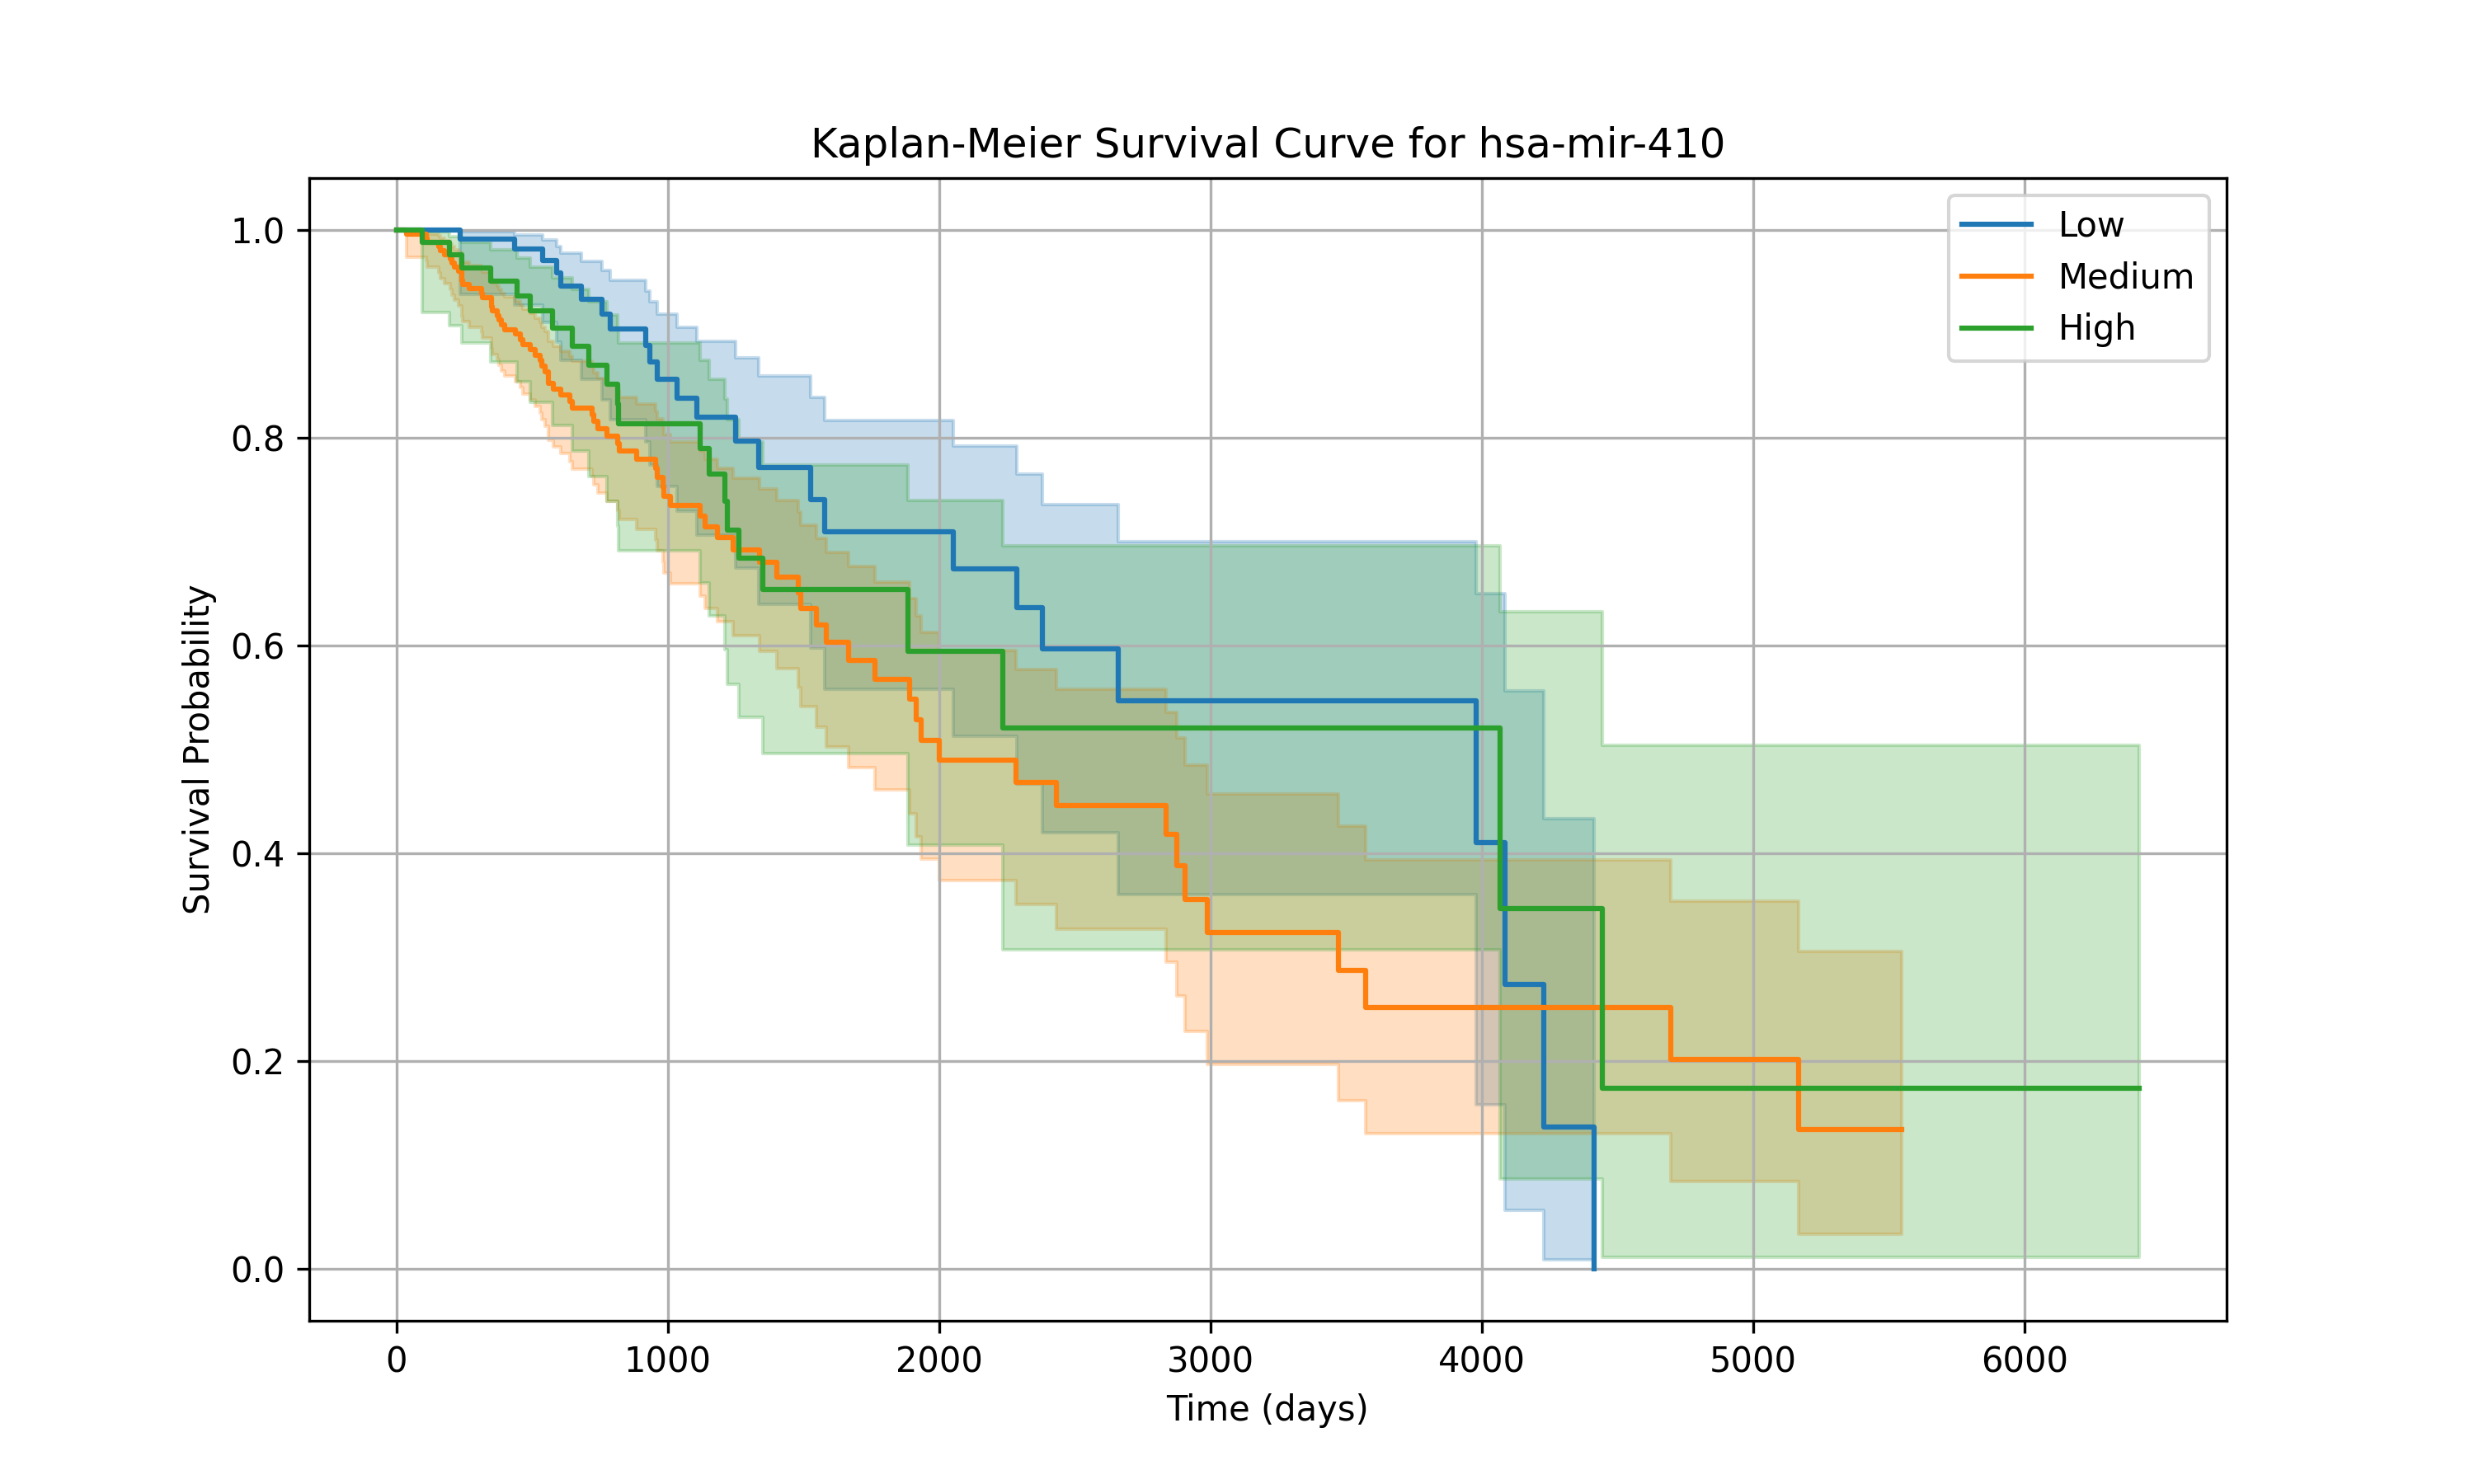 Kaplan-Meier Survival Curve for hsa-mir-410
Low
Medium
High
Survival Probability
1.0
0.8
0.6
0.4
0.2
0.0
0 1000 2000 3000 4000 5000 6000
Time (days)